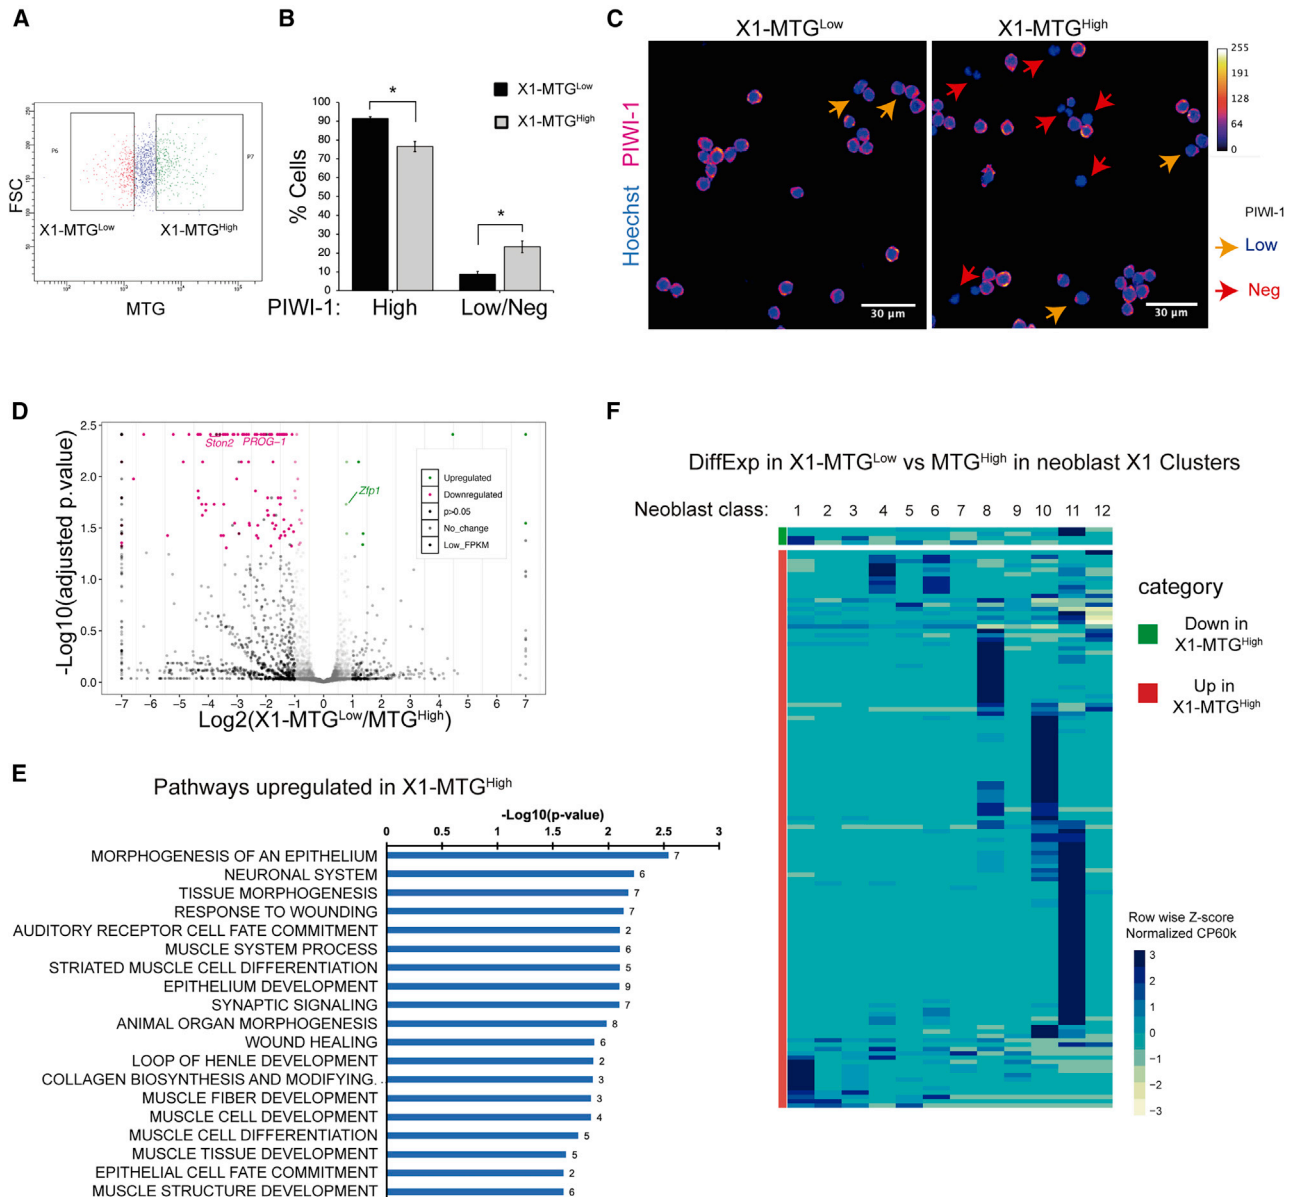 A
FSC
P6
P7
X1-MTGLow
X1-MTGHigh
10²
10³
10⁴
10⁵
MTG
B
X1-MTGLow
X1-MTGHigh
% Cells
100
90
80
70
60
50
40
30
20
10
0
*
*
PIWI-1:
High
Low/Neg
C
X1-MTGLow
X1-MTGHigh
Hoechst PIWI-1
30 µm
30 µm
255
191
128
64
0
PIWI-1
Low
Neg
D
-Log10(adjusted p.value)
2.5
2.0
1.5
1.0
0.5
0.0
Ston2
PROG-1
Zfp1
Upregulated
Downregulated
p>0.05
No_change
Low_FPKM
−7 −6 −5 −4 −3 −2 −1 0 1 2 3 4 5 6 7
Log2(X1-MTGLow/MTGHigh)
E
Pathways upregulated in X1-MTGHigh
-Log10(p-value)
0 0.5 1 1.5 2 2.5 3
MORPHOGENESIS OF AN EPITHELIUM 7
NEURONAL SYSTEM 6
TISSUE MORPHOGENESIS 7
RESPONSE TO WOUNDING 7
AUDITORY RECEPTOR CELL FATE COMMITMENT 2
MUSCLE SYSTEM PROCESS 6
STRIATED MUSCLE CELL DIFFERENTIATION 5
EPITHELIUM DEVELOPMENT 9
SYNAPTIC SIGNALING 7
ANIMAL ORGAN MORPHOGENESIS 8
WOUND HEALING 6
LOOP OF HENLE DEVELOPMENT 2
COLLAGEN BIOSYNTHESIS AND MODIFYING. . 3
MUSCLE FIBER DEVELOPMENT 3
MUSCLE CELL DEVELOPMENT 4
MUSCLE CELL DIFFERENTIATION 5
MUSCLE TISSUE DEVELOPMENT 5
EPITHELIAL CELL FATE COMMITMENT 2
MUSCLE STRUCTURE DEVELOPMENT 6
F
DiffExp in X1-MTGLow vs MTGHigh in neoblast X1 Clusters
Neoblast class: 1 2 3 4 5 6 7 8 9 10 11 12
category
Down in
X1-MTGHigh
Up in
X1-MTGHigh
Row wise Z-score
Normalized CP60k
3
2
1
0
−1
−2
−3